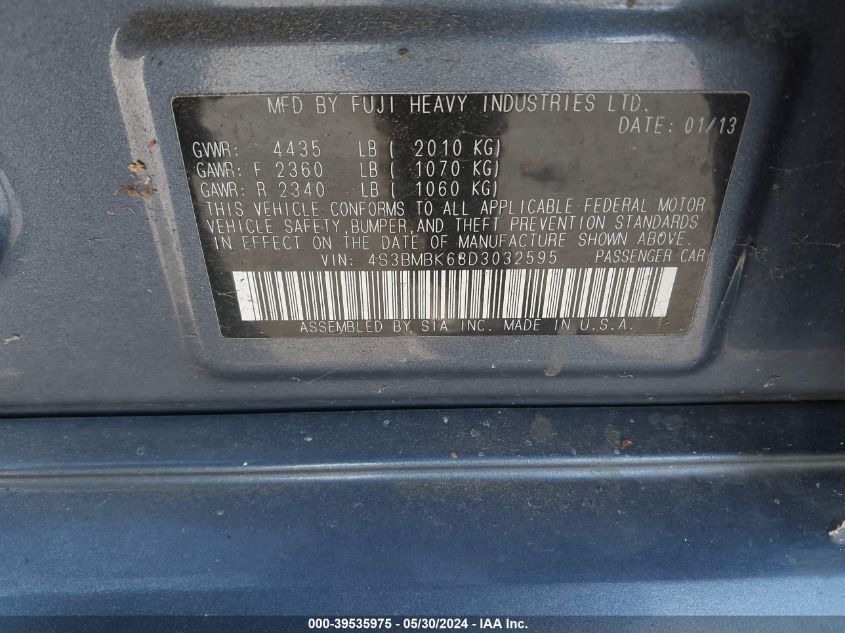 MFD BY FUJI HEAVY INDUSTRIES LTD.
DATE: 01/13
GVWR: 4435 LB ( 2010 KG)
GAWR: F 2360 LB ( 1070 KG)
GAWR: R 2340 LB ( 1060 KG)
THIS VEHICLE CONFORMS TO ALL APPLICABLE FEDERAL MOTOR
VEHICLE SAFETY, BUMPER, AND THEFT PREVENTION STANDARDS
IN EFFECT ON THE DATE OF MANUFACTURE SHOWN ABOVE.
VIN: 4S3BMBK68D3032595 PASSENGER CAR
ASSEMBLED BY SIA INC. MADE IN U.S.A.
000-39535975 - 05/30/2024 - IAA Inc.